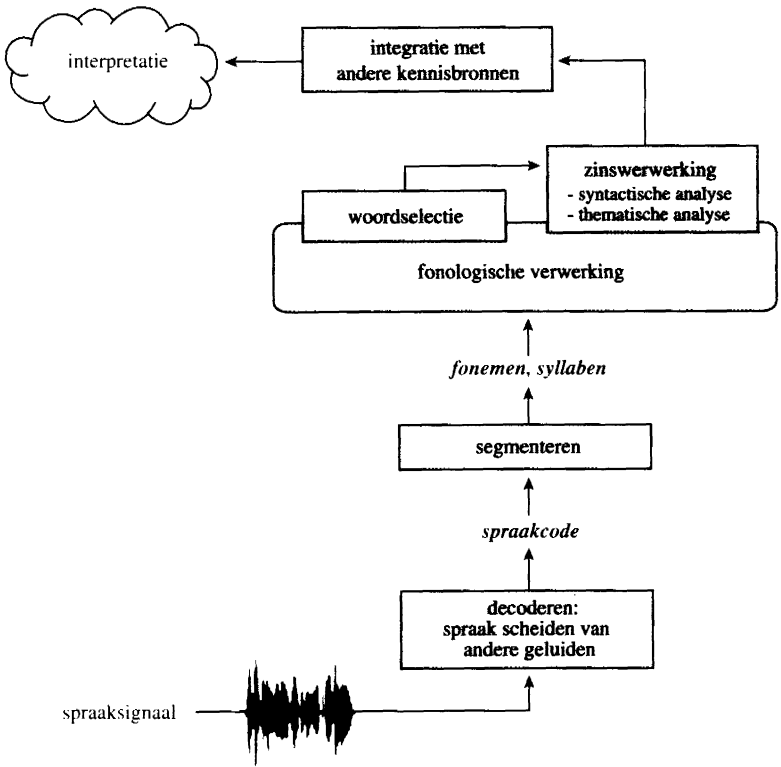 interpretatie
integratie met
andere kennisbronnen
zinswerwerking
- syntactische analyse
- thematische analyse
woordselectie
fonologische verwerking
fonemen, syllaben
segmenteren
spraakcode
decoderen:
spraak scheiden van
andere geluiden
spraaksignaal